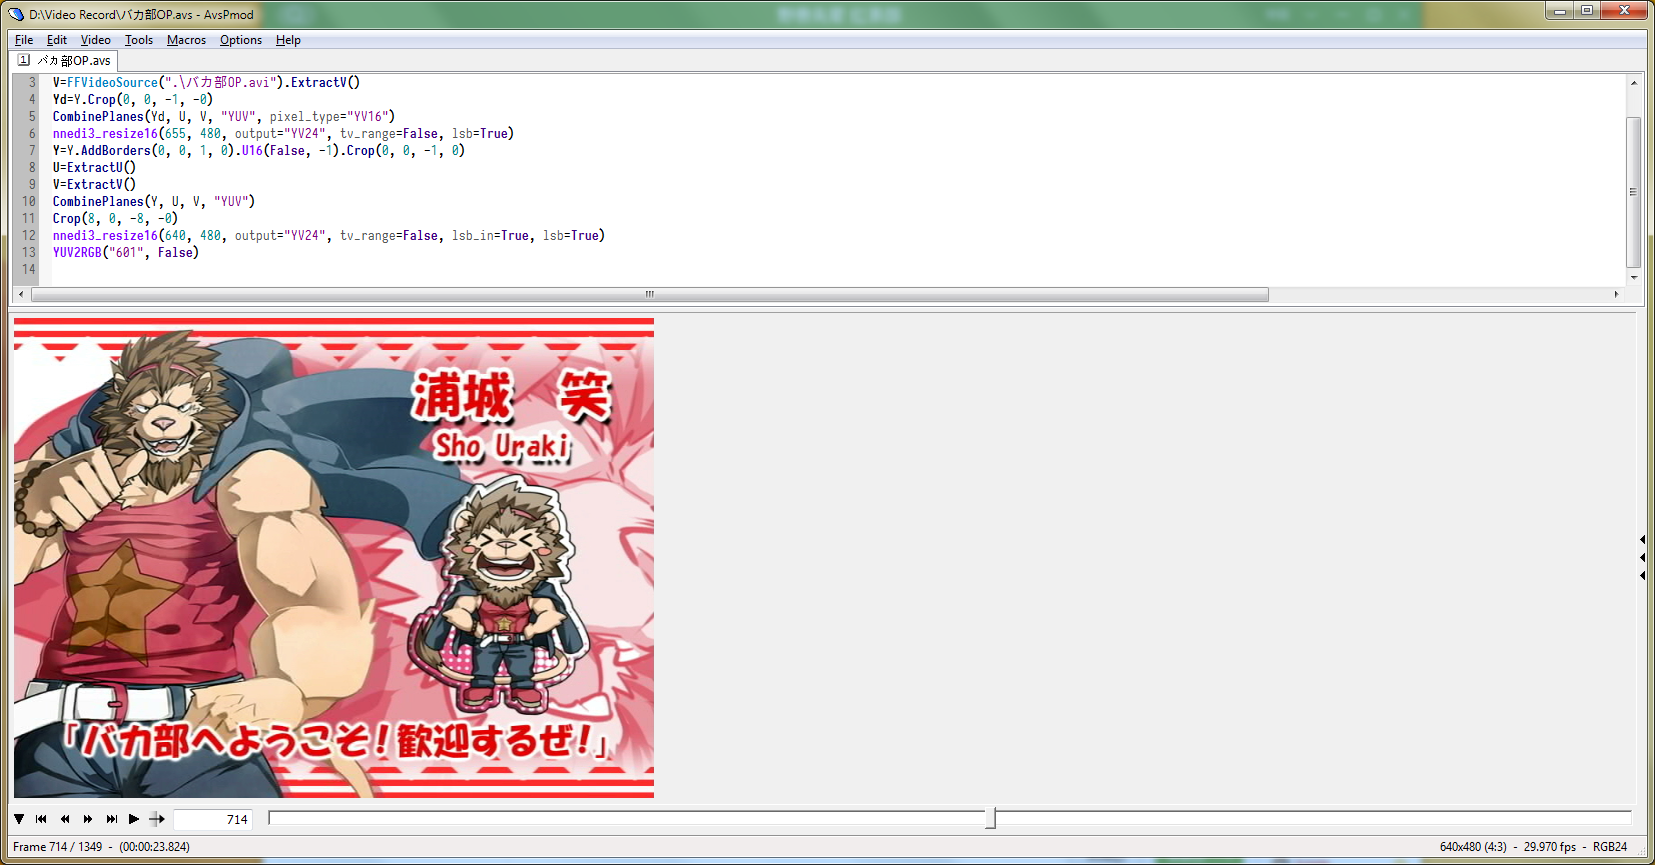 D:\Video Record\バカ部OP.avs - AvsPmod
File Edit Video Tools Macros Options Help
1 バカ部OP.avs
3 V=FFVideoSource(".\バカ部OP.avi").ExtractV()
4 Yd=Y.Crop(0, 0, -1, -0)
5 CombinePlanes(Yd, U, V, "YUV", pixel_type="YV16")
6 nnedi3_resize16(655, 480, output="YV24", tv_range=False, lsb=True)
7 Y=Y.AddBorders(0, 0, 1, 0).U16(False, -1).Crop(0, 0, -1, 0)
8 U=ExtractU()
9 V=ExtractV()
10 CombinePlanes(Y, U, V, "YUV")
11 Crop(8, 0, -8, -0)
12 nnedi3_resize16(640, 480, output="YV24", tv_range=False, lsb_in=True, lsb=True)
13 YUV2RGB("601", False)
14
浦城 笑
Sho Uraki
「バカ部へようこそ!歓迎するぜ!」
714
Frame 714 / 1349 - (00:00:23.824)
640x480 (4:3) - 29.970 fps - RGB24